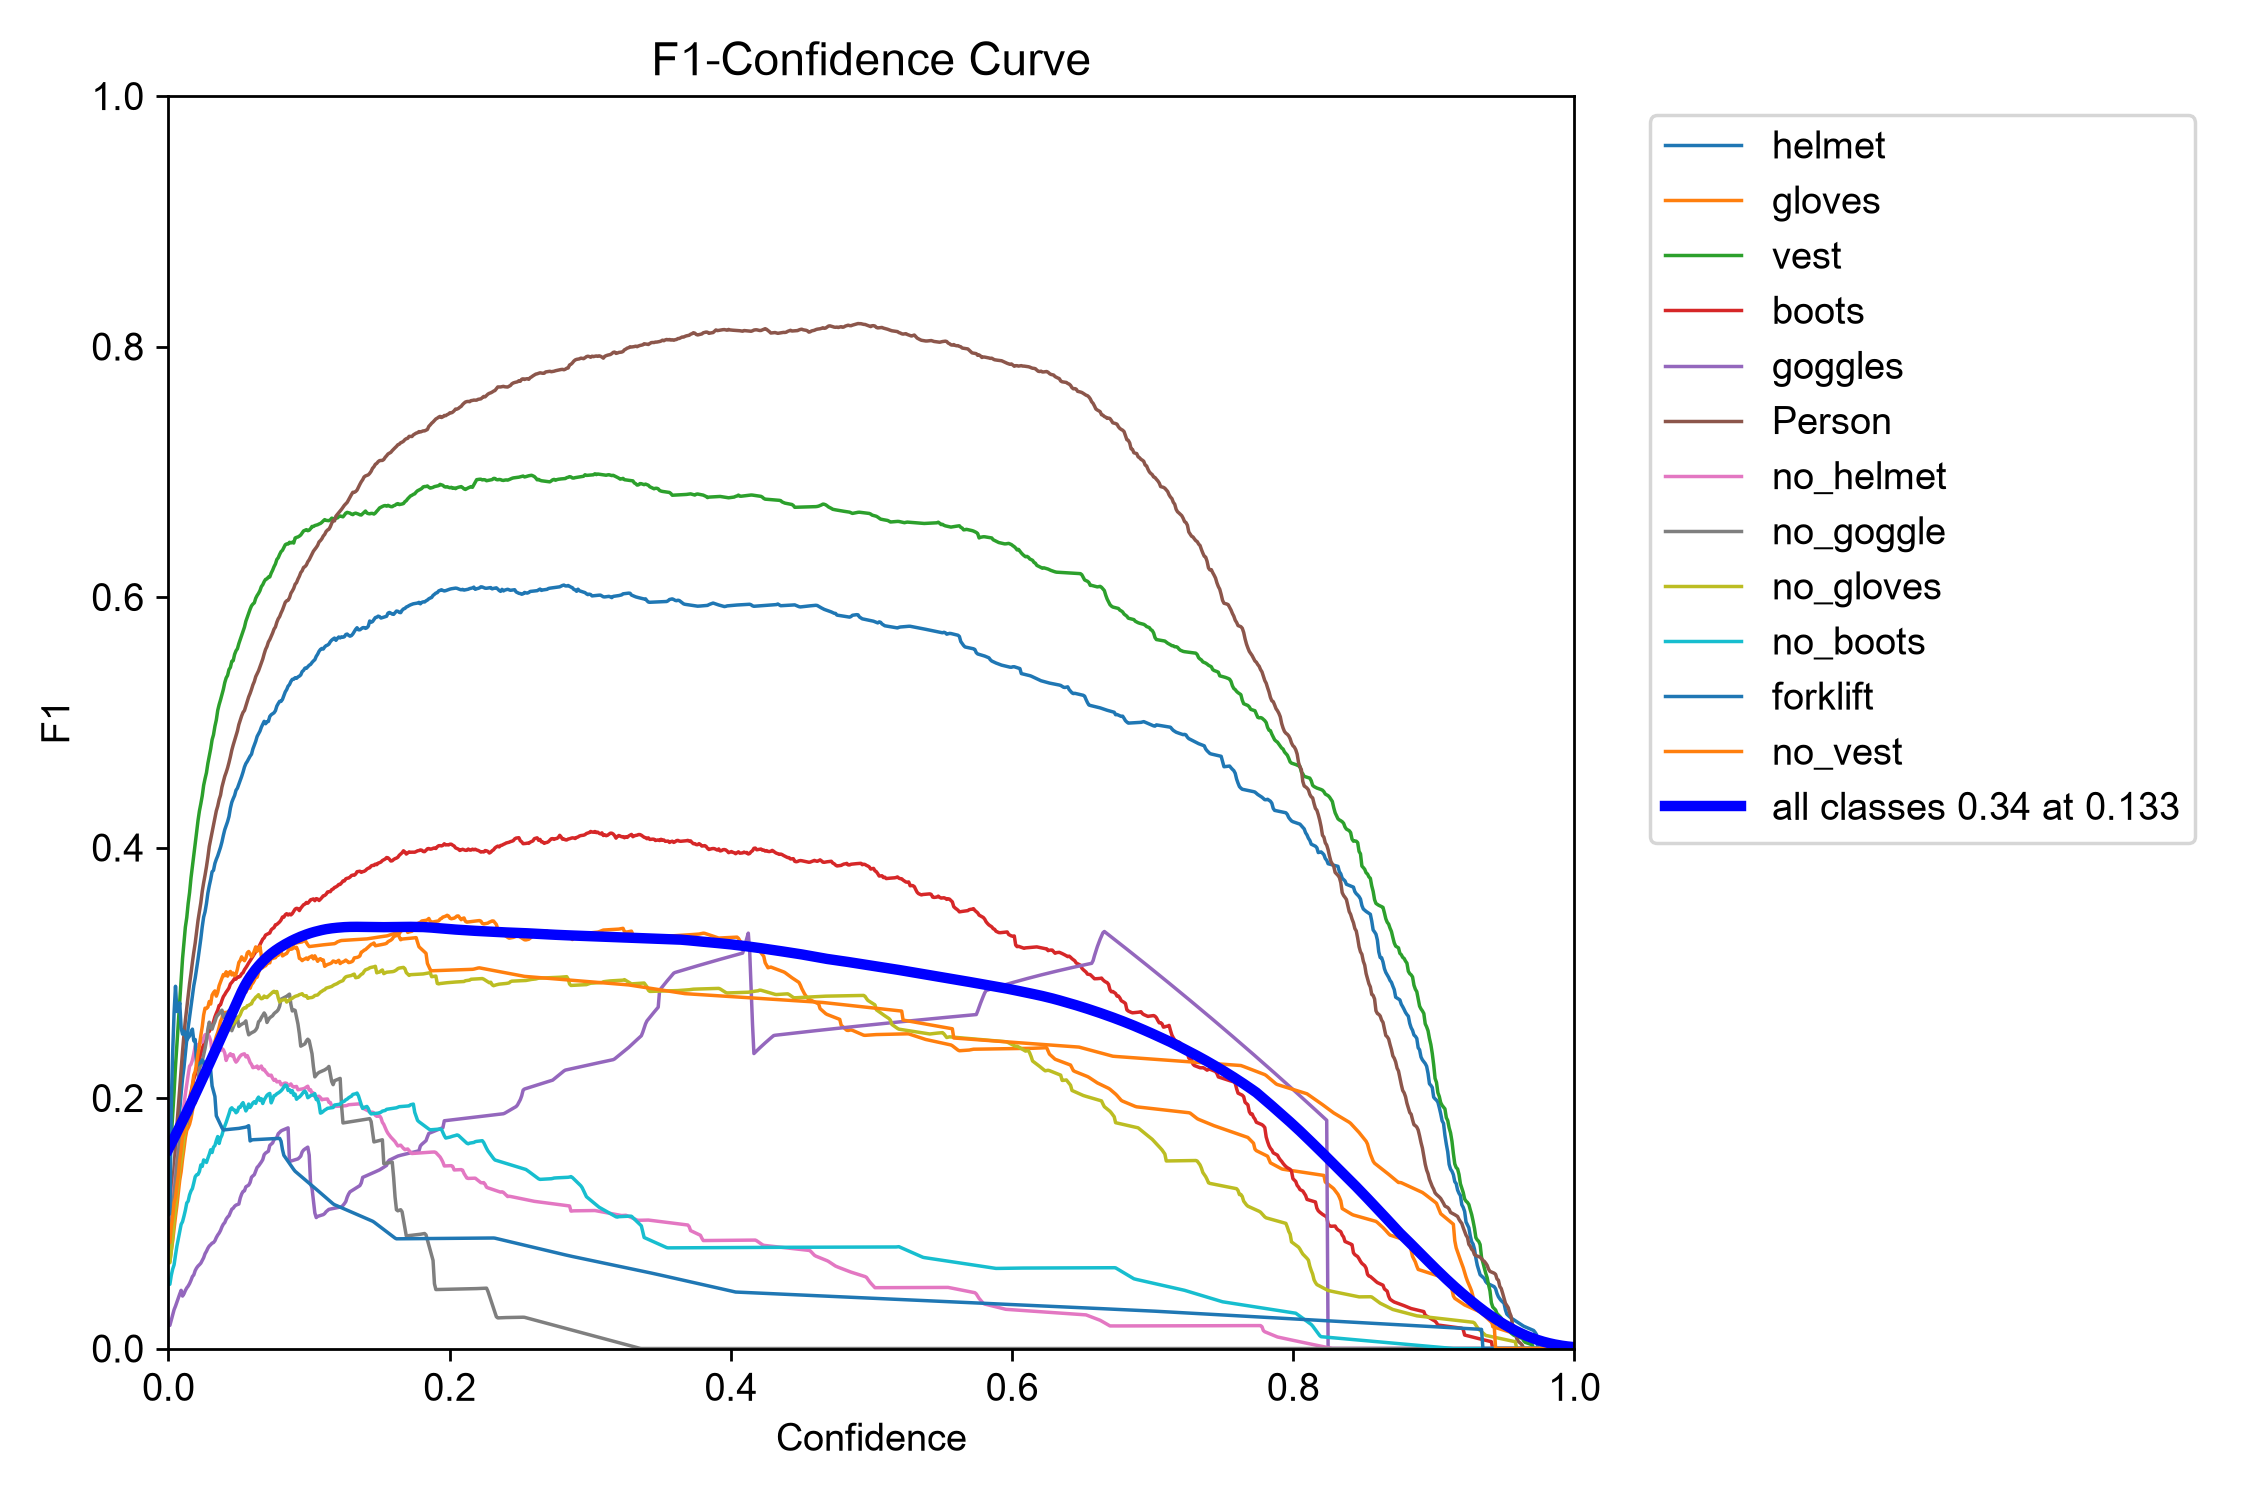 F1-Confidence Curve
1.0
0.8
0.6
0.4
0.2
0.0
F1
0.0 0.2 0.4 0.6 0.8 1.0
Confidence
helmet
gloves
vest
boots
goggles
Person
no_helmet
no_goggle
no_gloves
no_boots
forklift
no_vest
all classes 0.34 at 0.133